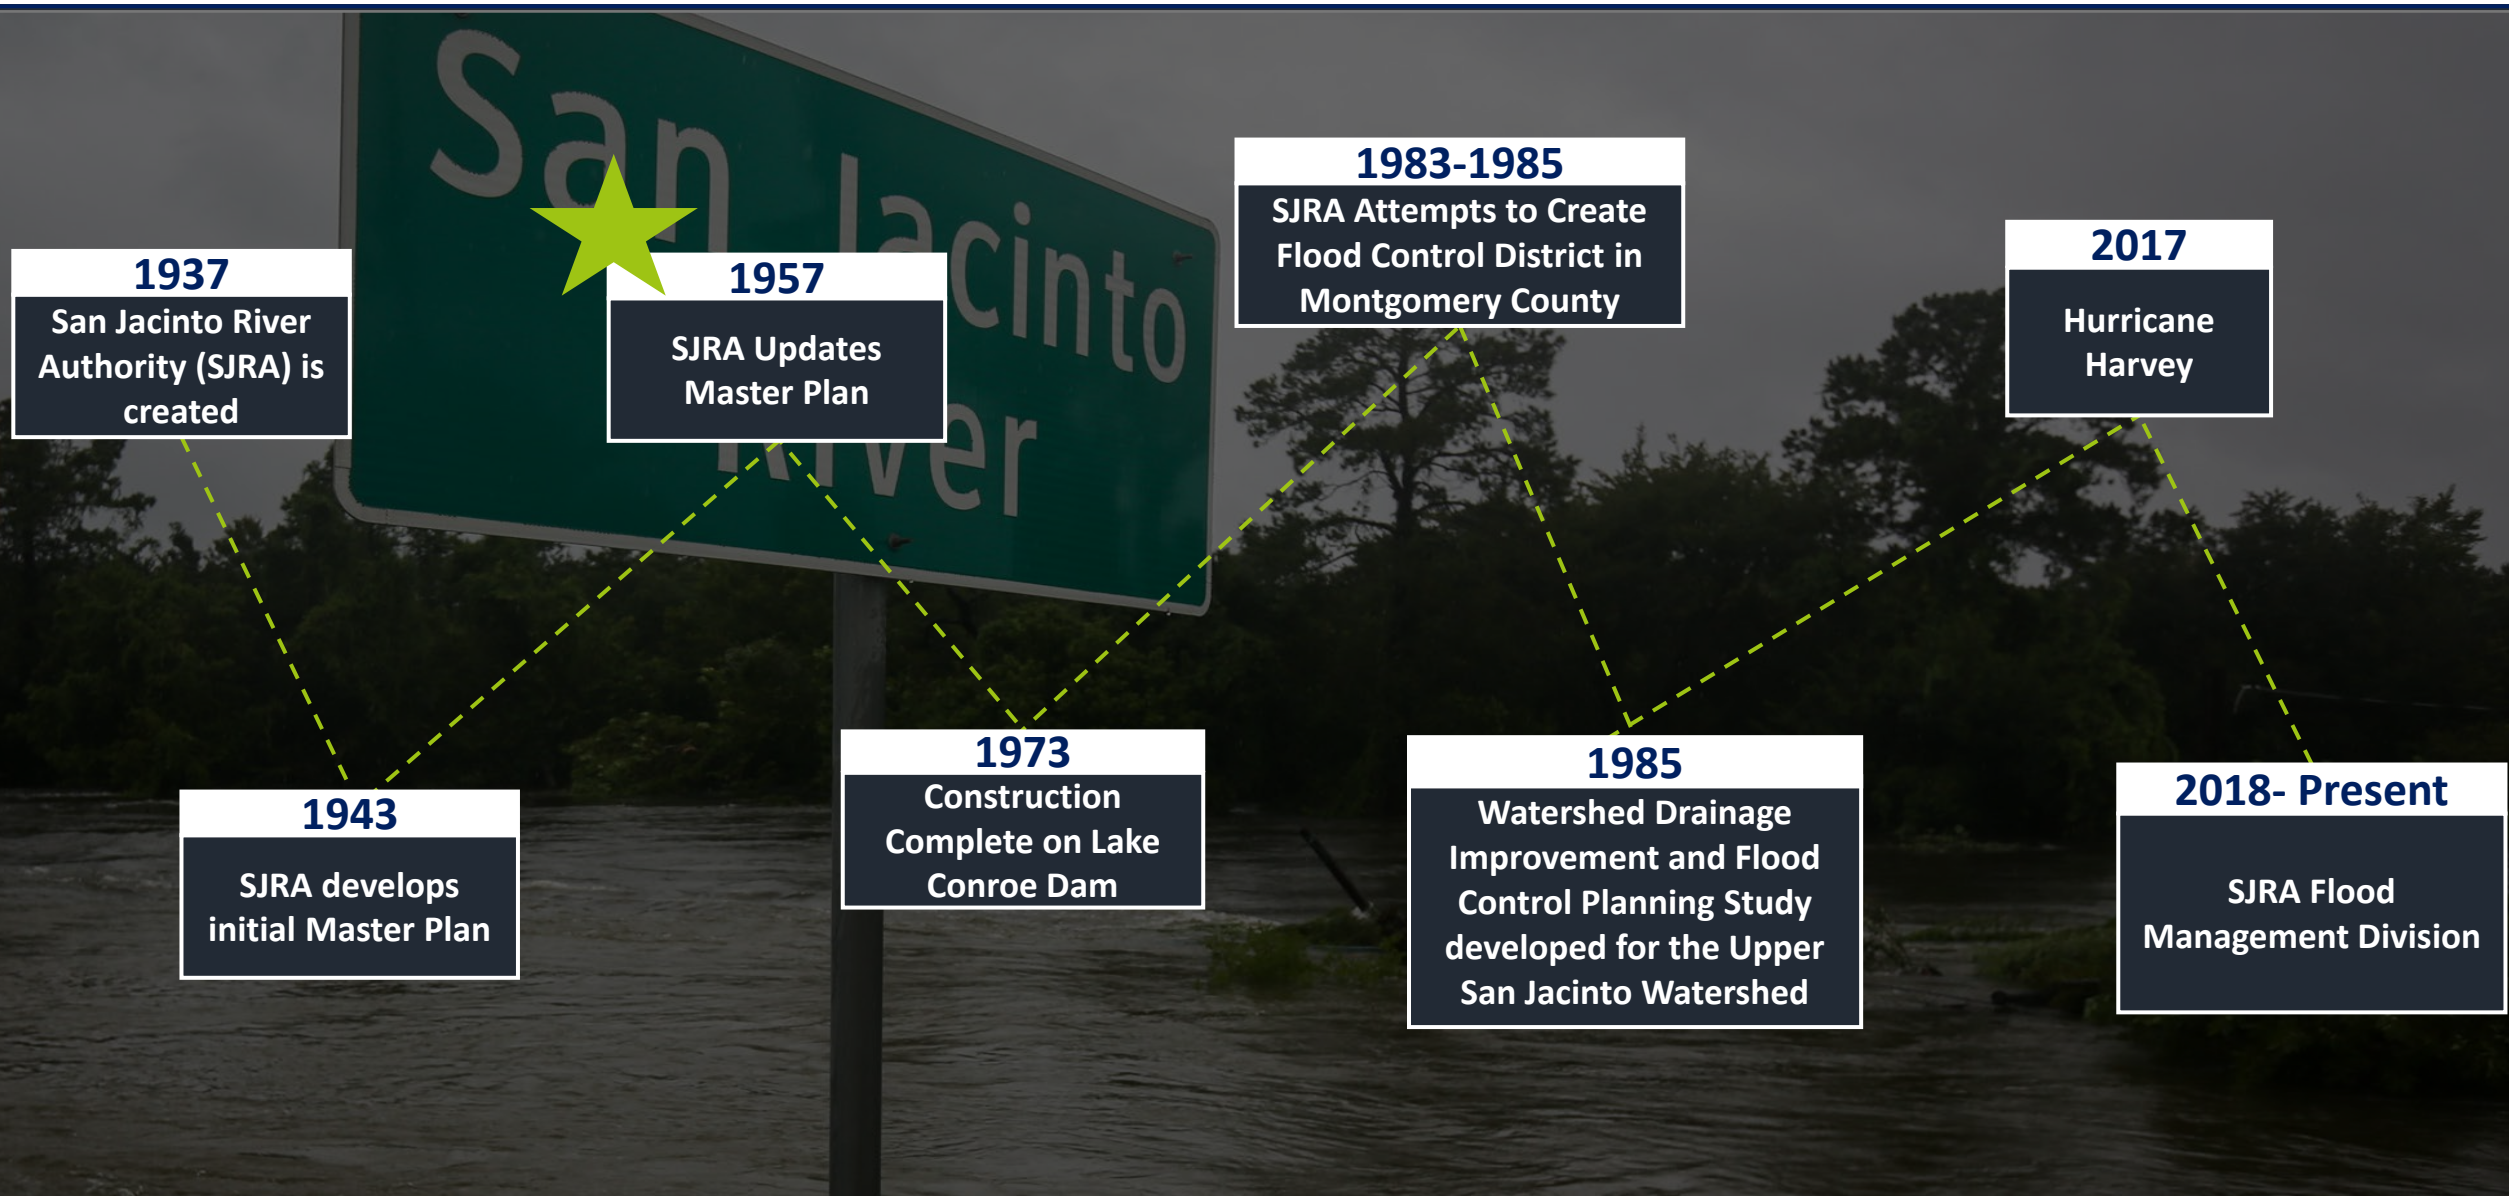 San Jacinto
River
1937
San Jacinto River
Authority (SJRA) is
created
1943
SJRA develops
initial Master Plan
1957
SJRA Updates
Master Plan
1973
Construction
Complete on Lake
Conroe Dam
1983-1985
SJRA Attempts to Create
Flood Control District in
Montgomery County
1985
Watershed Drainage
Improvement and Flood
Control Planning Study
developed for the Upper
San Jacinto Watershed
2017
Hurricane
Harvey
2018- Present
SJRA Flood
Management Division